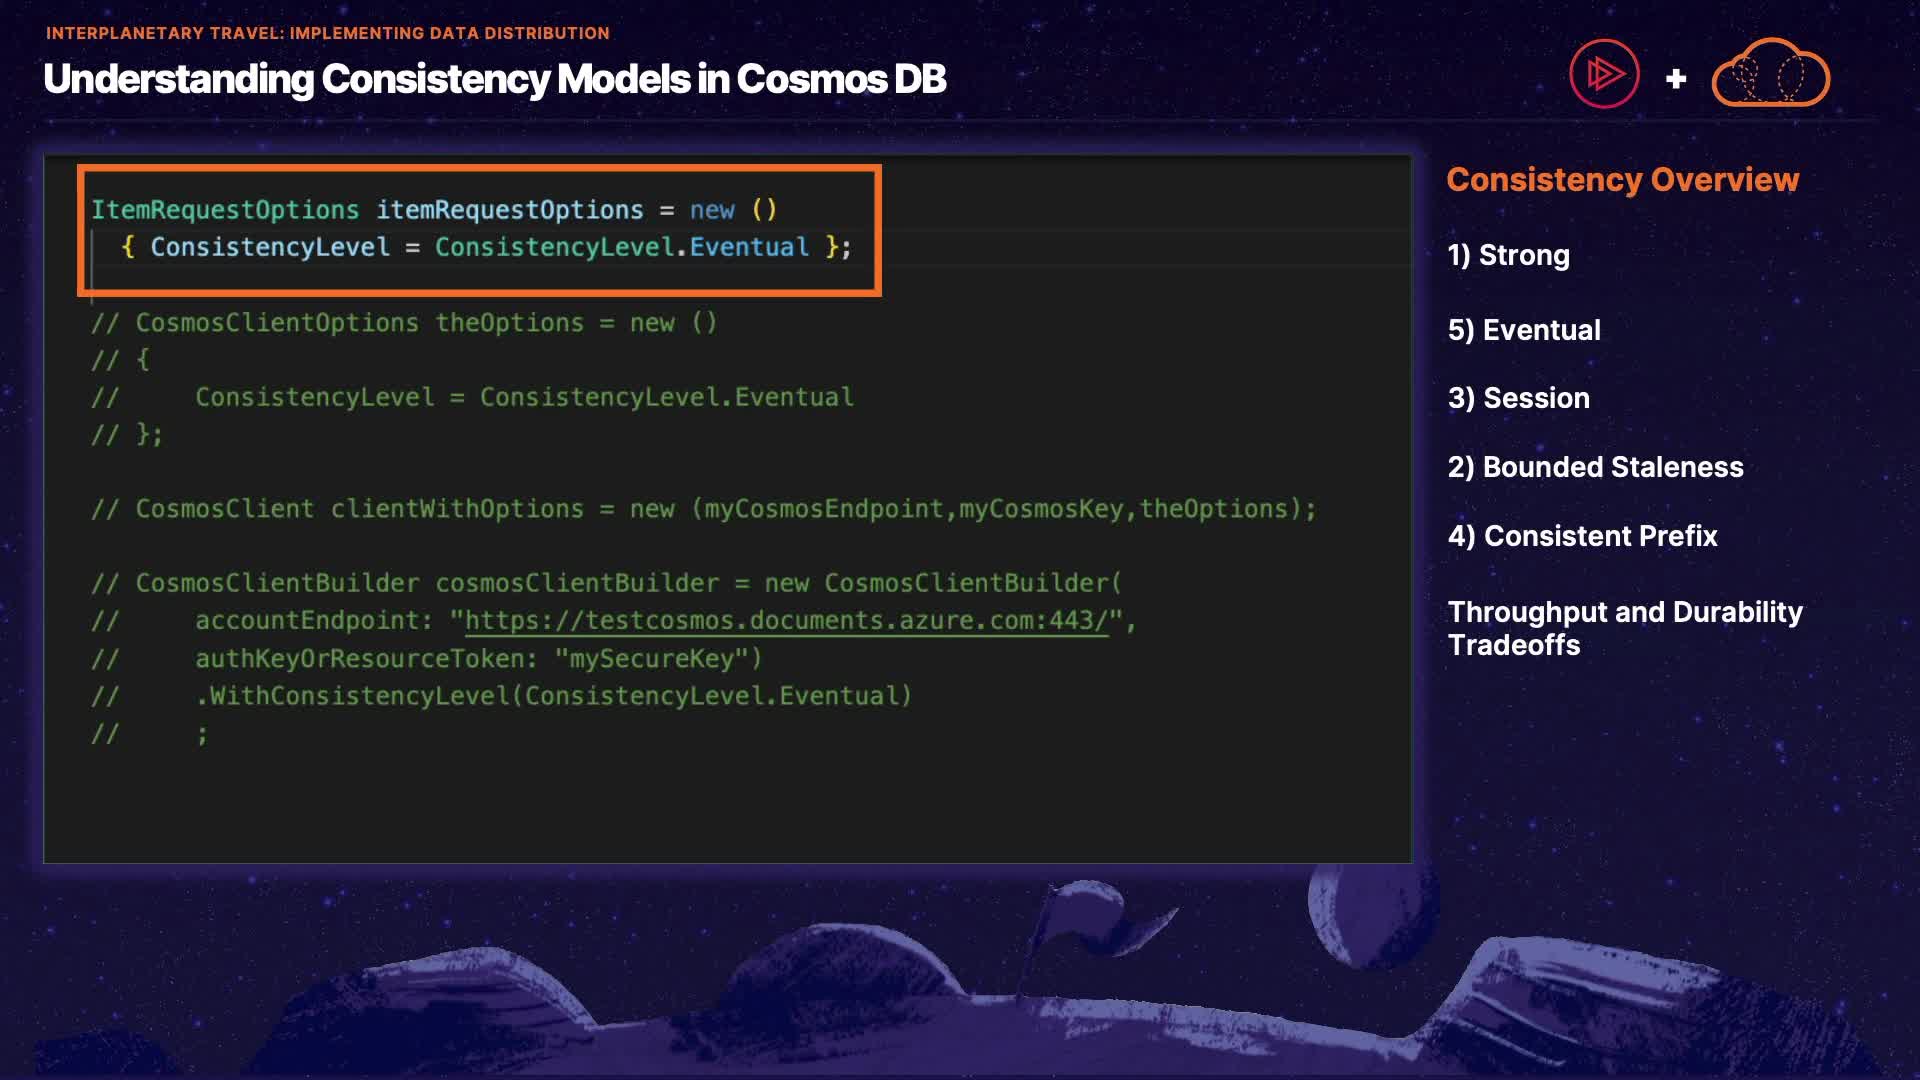 INTERPLANETARY TRAVEL: IMPLEMENTING DATA DISTRIBUTION
Understanding Consistency Models in Cosmos DB
+
ItemRequestOptions itemRequestOptions = new ()
{ ConsistencyLevel = ConsistencyLevel.Eventual };
// CosmosClientOptions theOptions = new ()
// {
//     ConsistencyLevel = ConsistencyLevel.Eventual
// };
// CosmosClient clientWithOptions = new (myCosmosEndpoint,myCosmosKey,theOptions);
// CosmosClientBuilder cosmosClientBuilder = new CosmosClientBuilder(
//     accountEndpoint: "https://testcosmos.documents.azure.com:443/",
//     authKeyOrResourceToken: "mySecureKey")
//     .WithConsistencyLevel(ConsistencyLevel.Eventual)
//     ;
Consistency Overview
1) Strong
5) Eventual
3) Session
2) Bounded Staleness
4) Consistent Prefix
Throughput and Durability
Tradeoffs